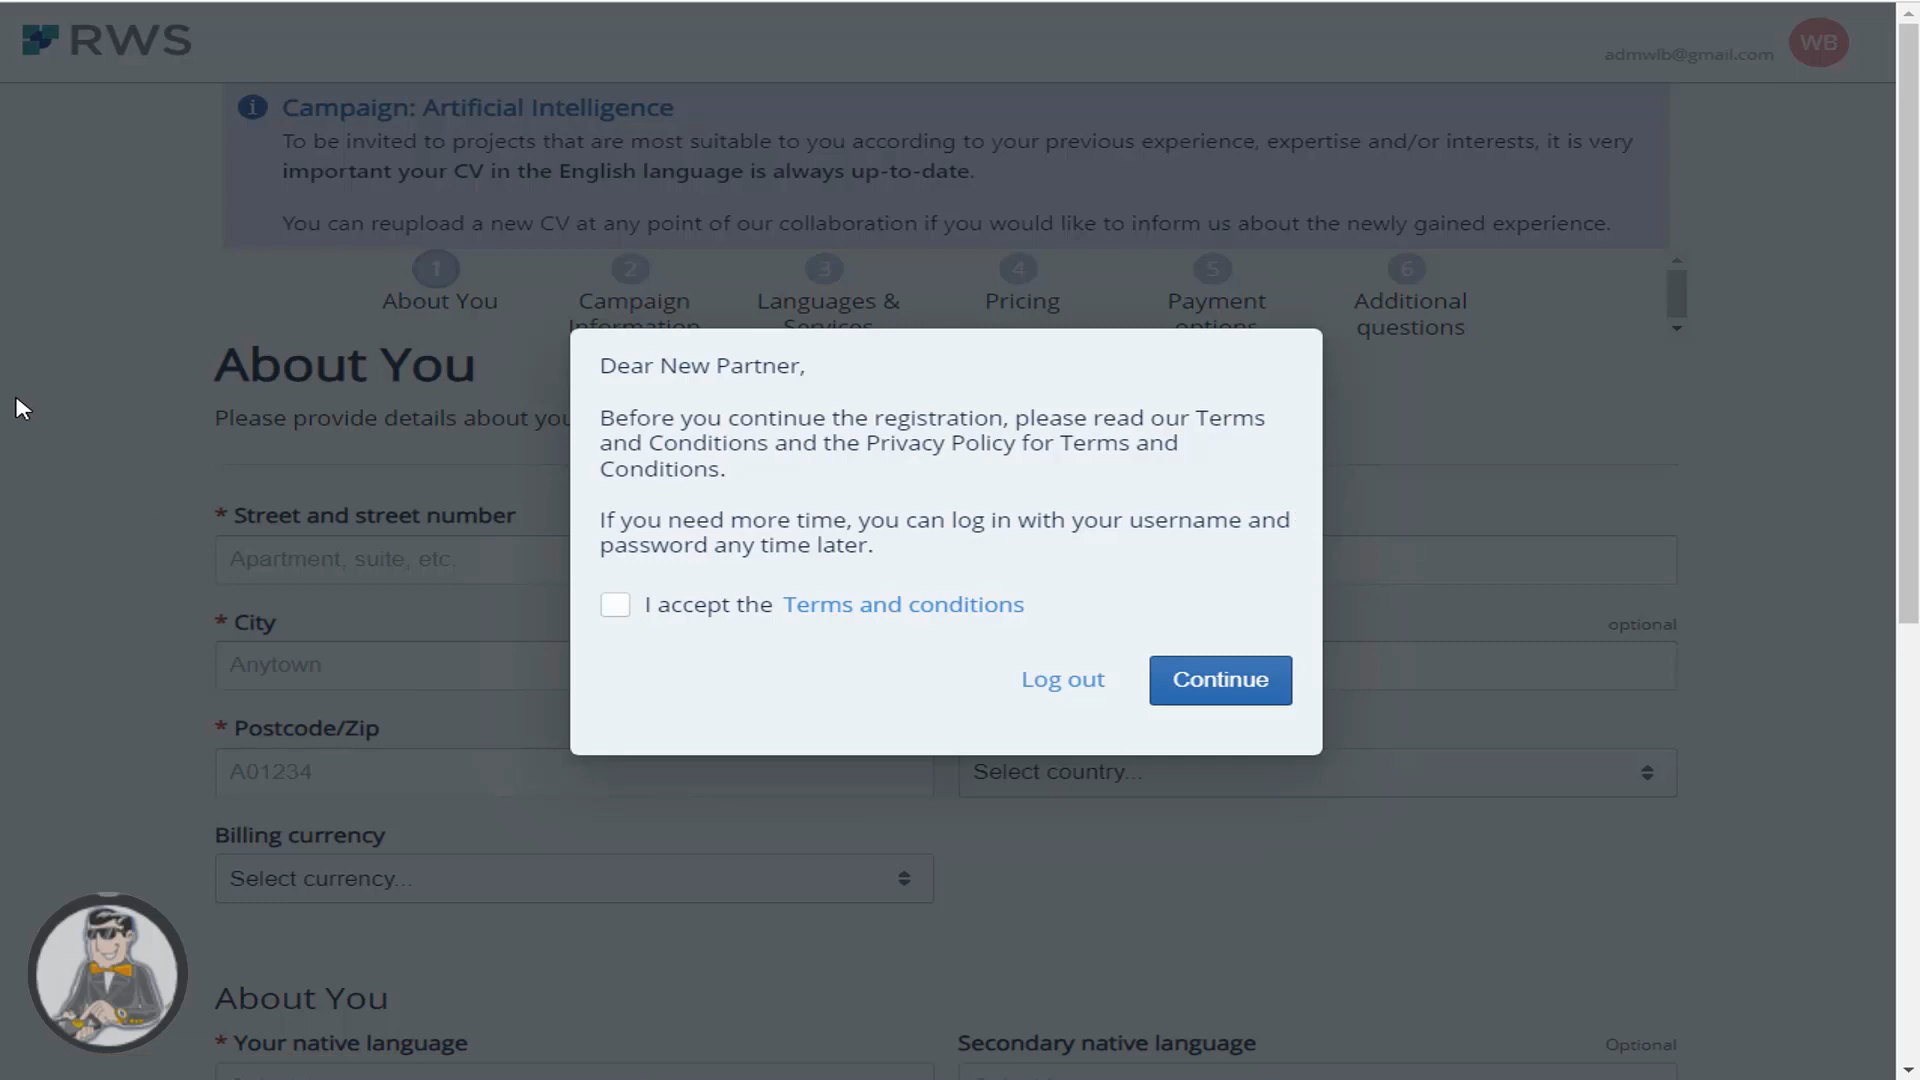 RWS
admwlb@gmail.com
WB
i
Campaign: Artificial Intelligence
To be invited to projects that are most suitable to you according to your previous experience, expertise and/or interests, it is very
important your CV in the English language is always up-to-date.
You can reupload a new CV at any point of our collaboration if you would like to inform us about the newly gained experience.
1 2 3 4 5 6
About You Campaign Languages & Pricing Payment Additional
Information Services options questions
About You
Please provide details about you
Dear New Partner,
Before you continue the registration, please read our Terms
and Conditions and the Privacy Policy for Terms and
Conditions.
If you need more time, you can log in with your username and
password any time later.
I accept the Terms and conditions
Log out Continue
* Street and street number
Apartment, suite, etc.
* City optional
Anytown
* Postcode/Zip
A01234 Select country...
Billing currency
Select currency...
About You
* Your native language Secondary native language Optional